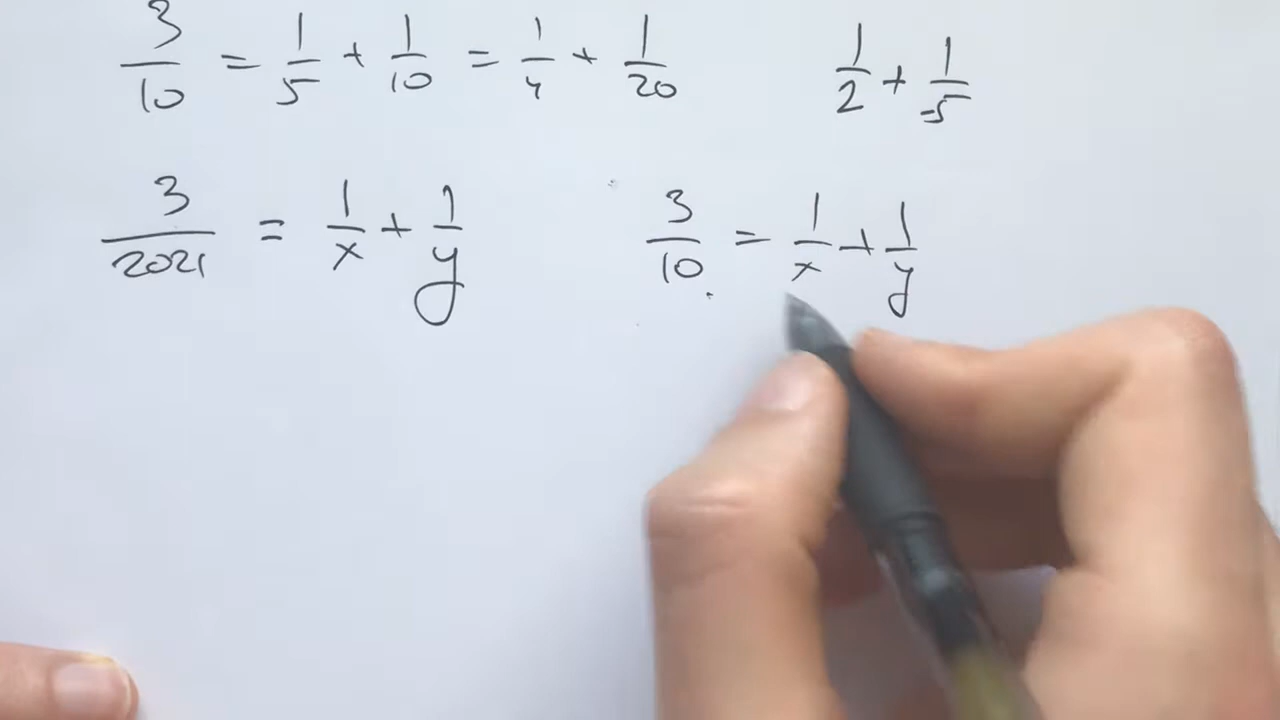 3/10 = 1/5 + 1/10 = 1/4 + 1/20 1/2 + 1/-5
3/2021 = 1/x + 1/y 3/10 = 1/x + 1/y